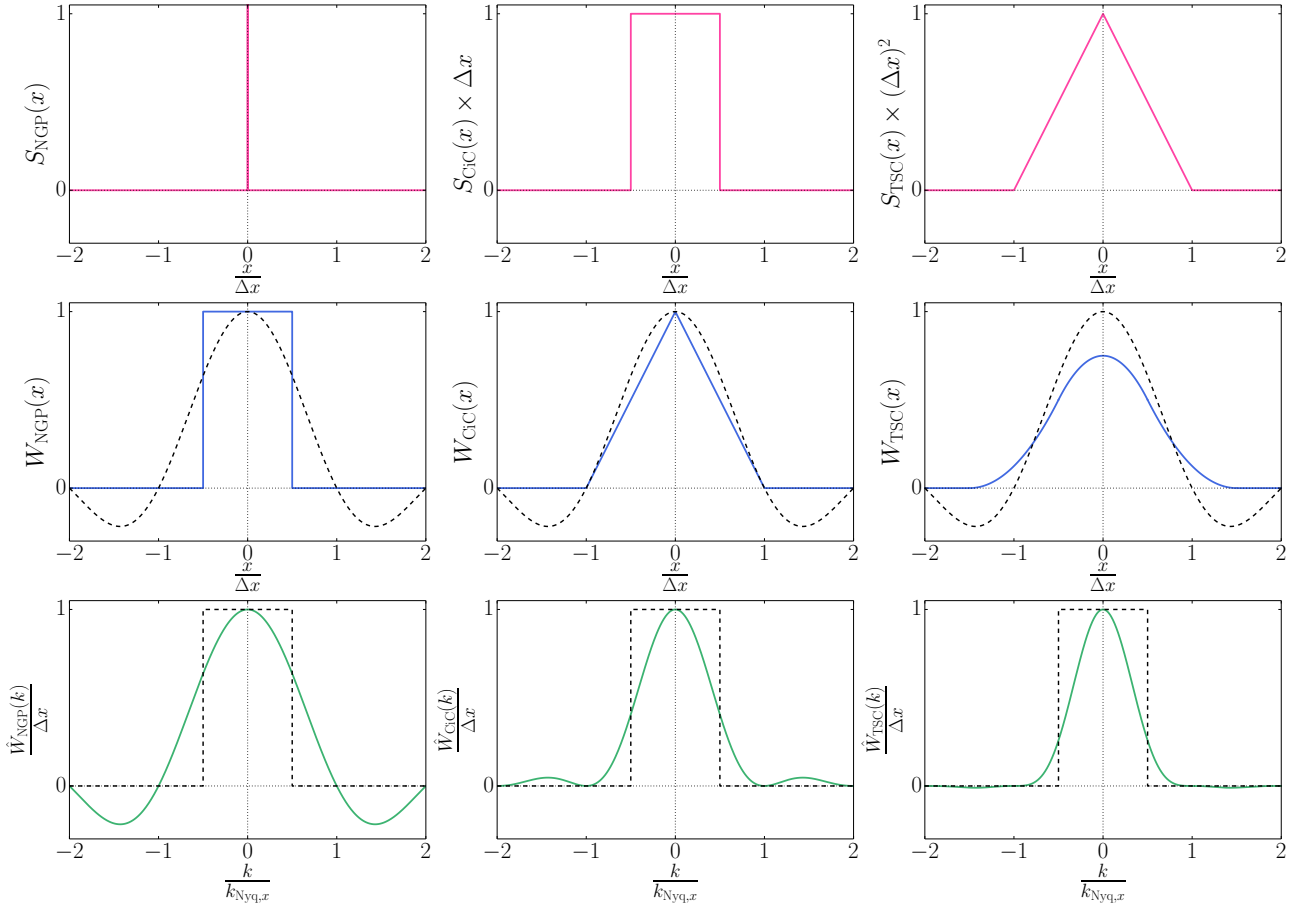 S_NGP(x)
1
0
−2 −1 0 1 2
x/Δx
S_CiC(x) × Δx
1
0
−2 −1 0 1 2
x/Δx
S_TSC(x) × (Δx)²
1
0
−2 −1 0 1 2
x/Δx
W_NGP(x)
1
0
−2 −1 0 1 2
x/Δx
W_CiC(x)
1
0
−2 −1 0 1 2
x/Δx
W_TSC(x)
1
0
−2 −1 0 1 2
x/Δx
Ŵ_NGP(k)/Δx
1
0
−2 −1 0 1 2
k/k_Nyq,x
Ŵ_CiC(k)/Δx
1
0
−2 −1 0 1 2
k/k_Nyq,x
Ŵ_TSC(k)/Δx
1
0
−2 −1 0 1 2
k/k_Nyq,x